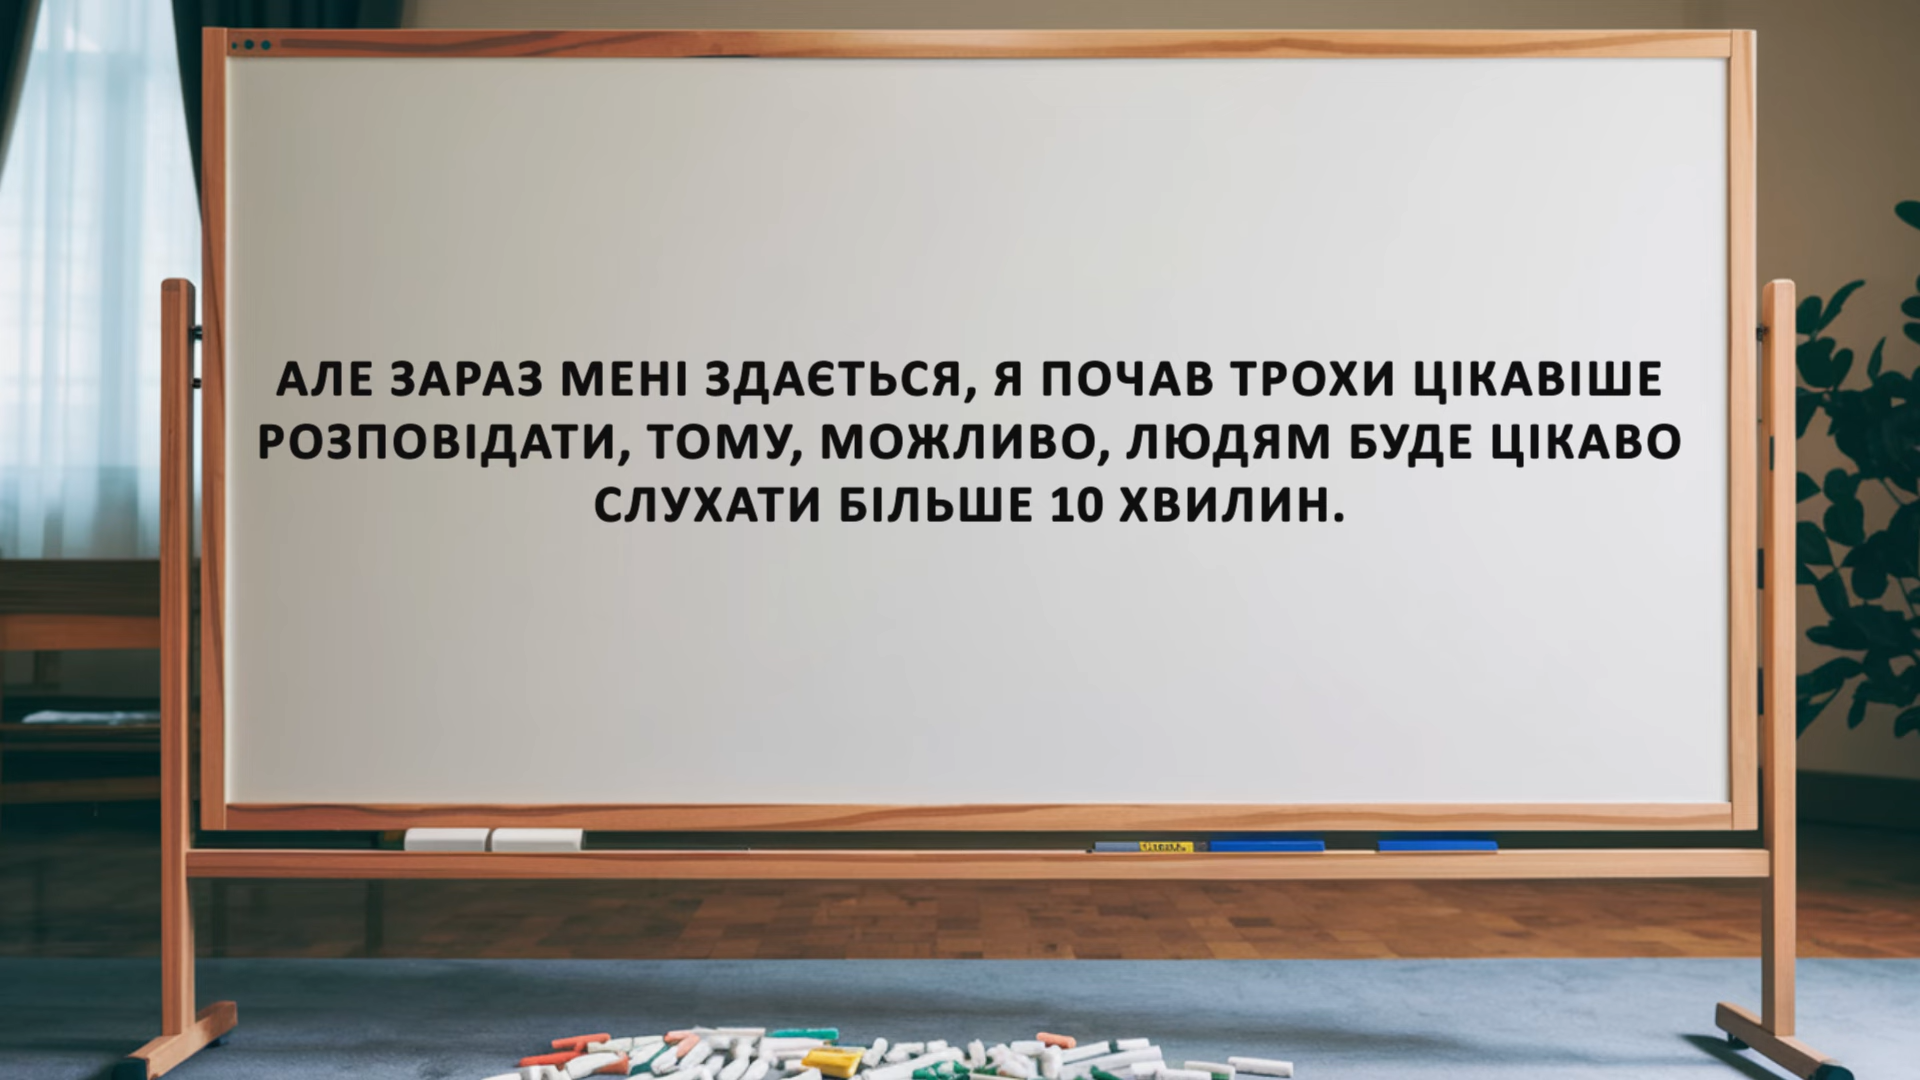 АЛЕ ЗАРАЗ МЕНІ ЗДАЄТЬСЯ, Я ПОЧАВ ТРОХИ ЦІКАВІШЕ
РОЗПОВІДАТИ, ТОМУ, МОЖЛИВО, ЛЮДЯМ БУДЕ ЦІКАВО
СЛУХАТИ БІЛЬШЕ 10 ХВИЛИН.